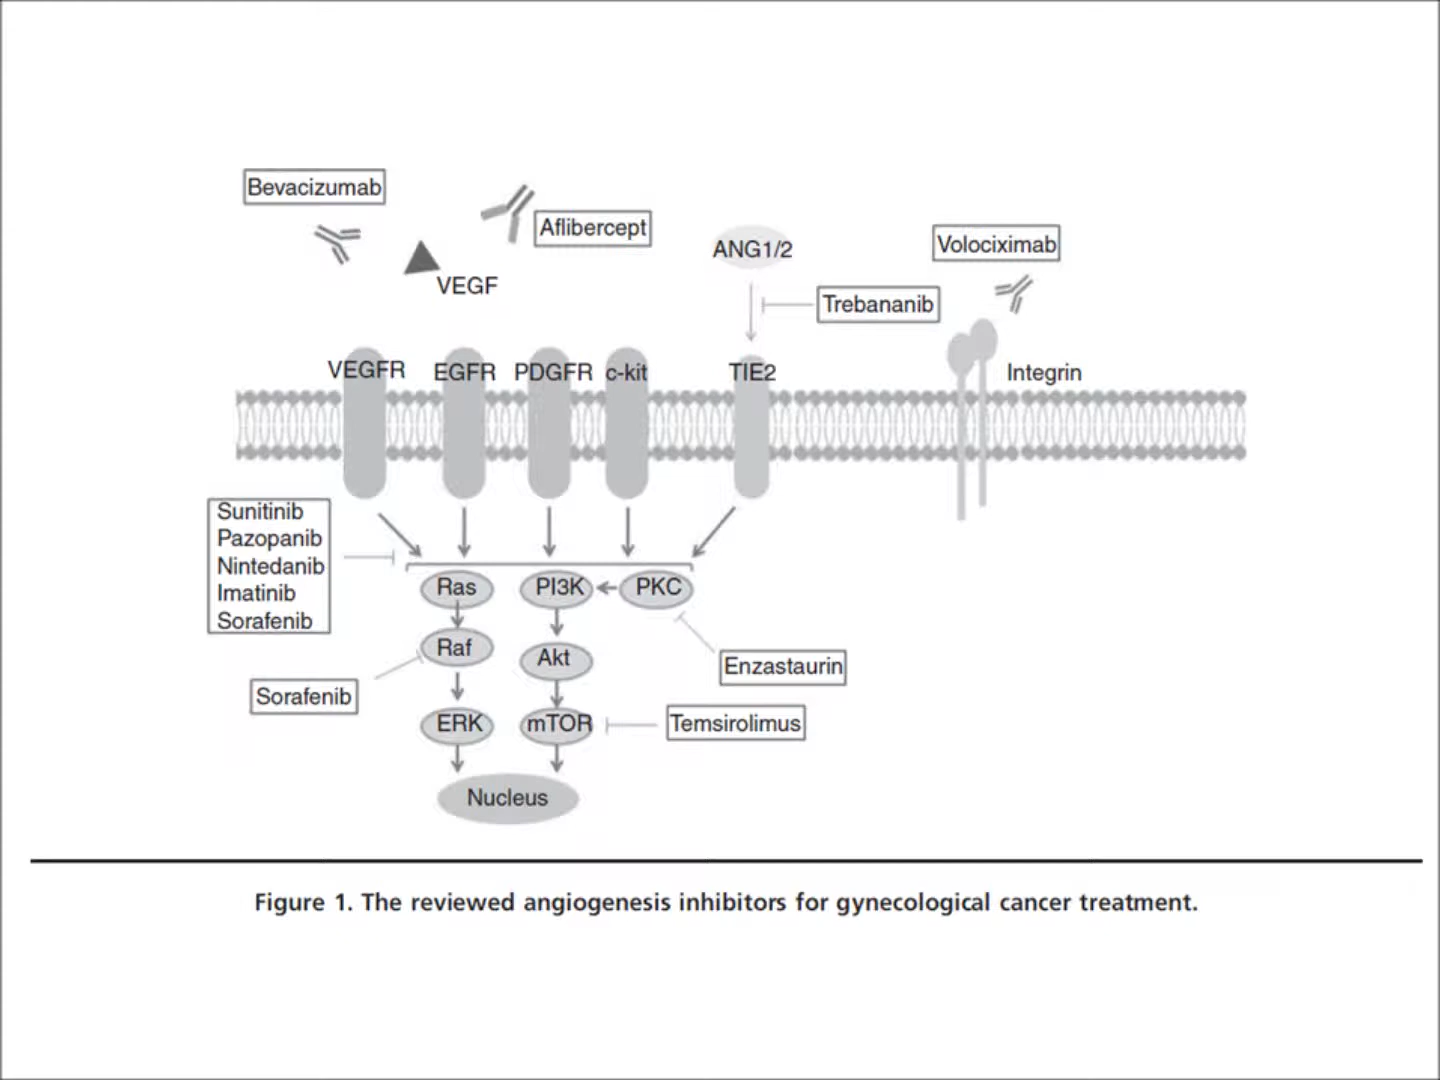 Bevacizumab
Aflibercept
VEGF
ANG1/2
Volociximab
Trebananib
VEGFR
EGFR
PDGFR
c-kit
TIE2
Integrin
Sunitinib
Pazopanib
Nintedanib
Imatinib
Sorafenib
Ras
PI3K
PKC
Raf
Akt
Enzastaurin
Sorafenib
ERK
mTOR
Temsirolimus
Nucleus
Figure 1. The reviewed angiogenesis inhibitors for gynecological cancer treatment.